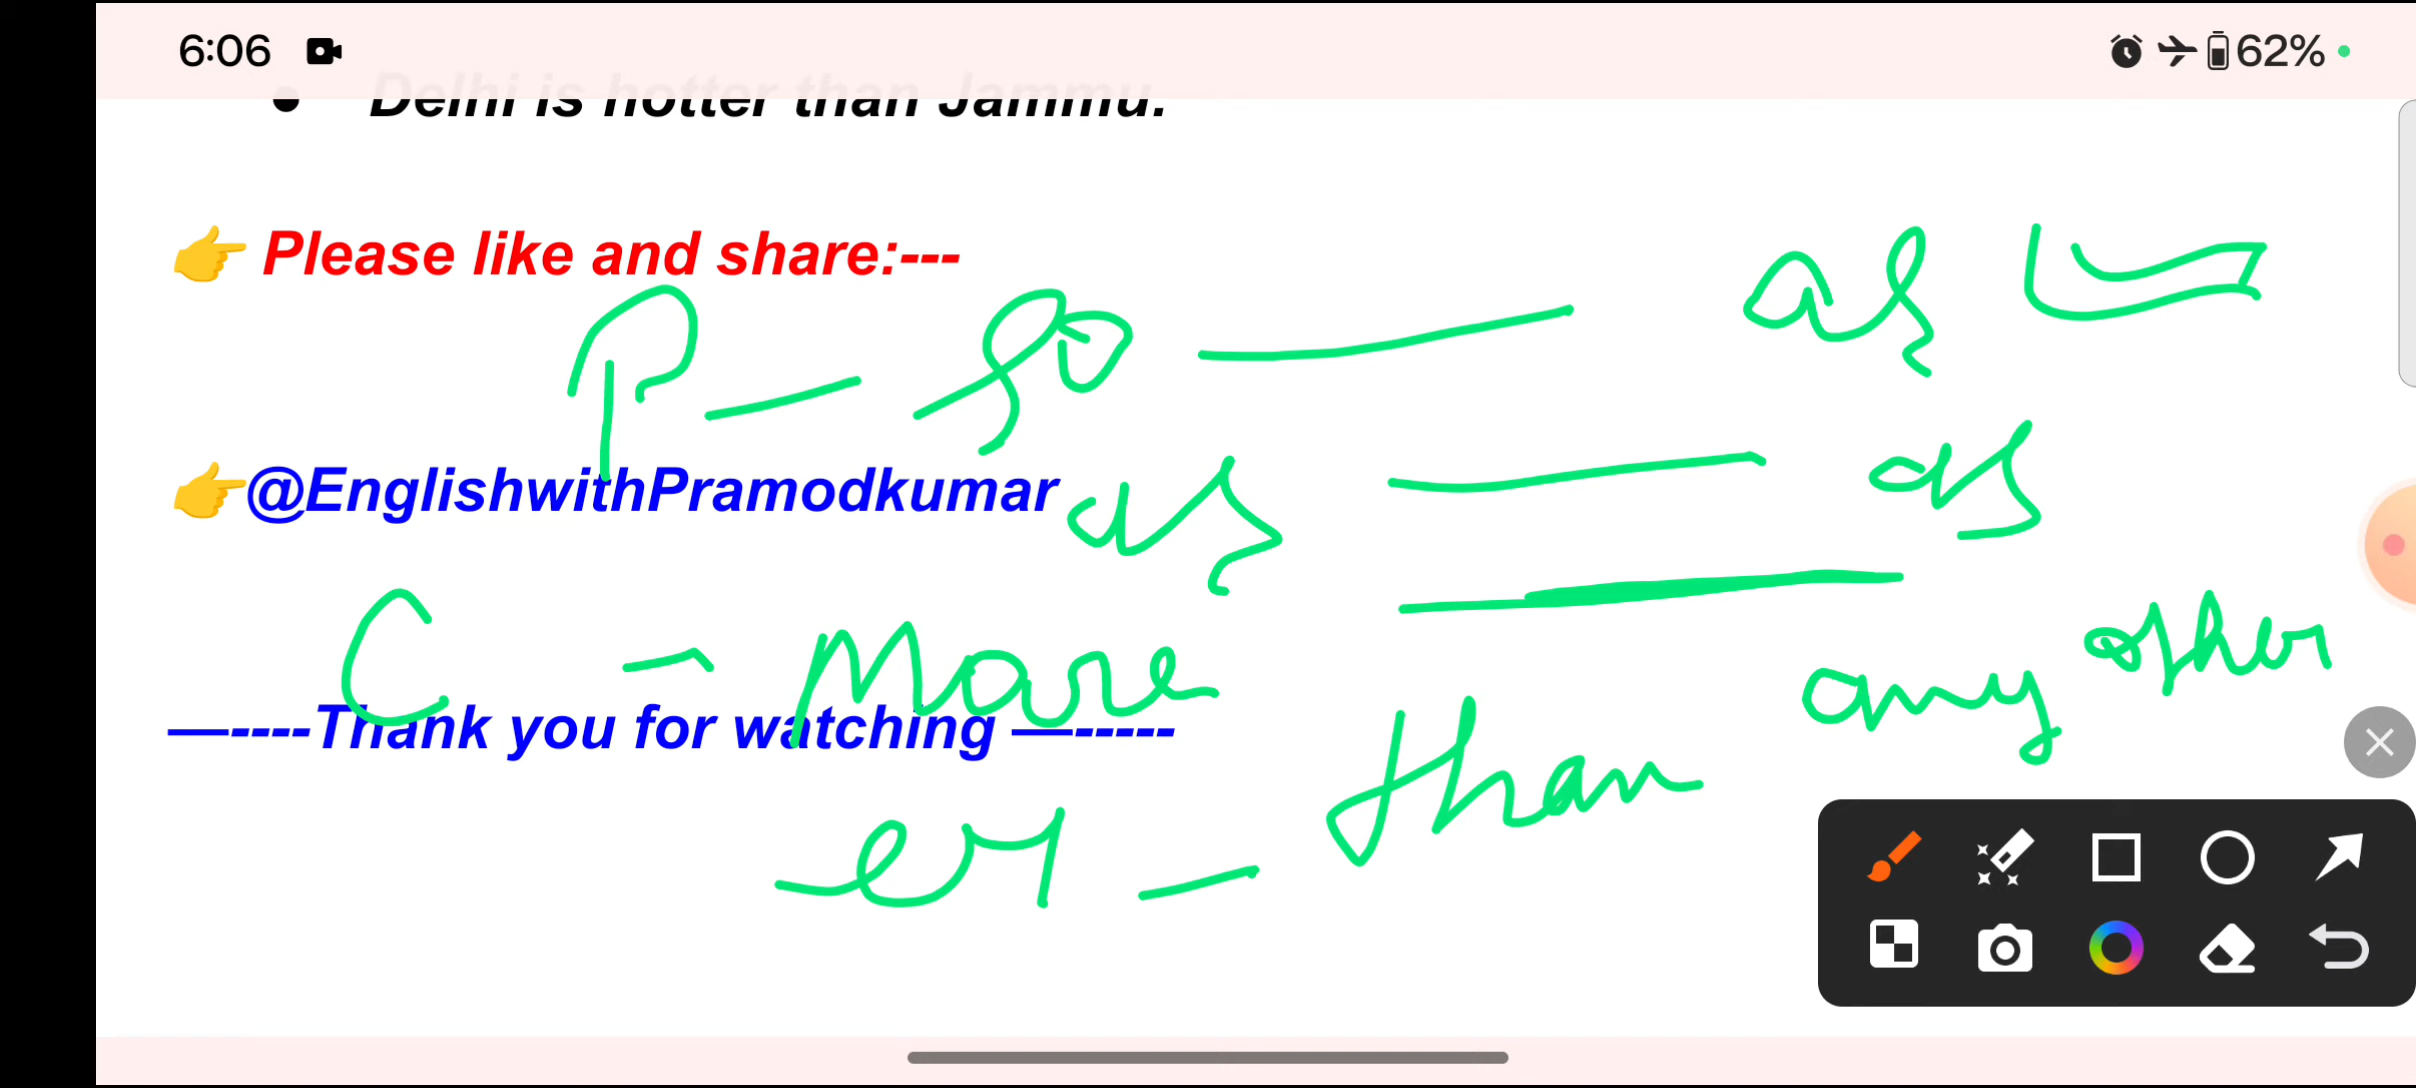 6:06 62%
Delhi is hotter than Jammu.
👉 Please like and share:---
P — so — as
👉@EnglishwithPramodkumar
as — as
C — More
any other
—----Thank you for watching —-----
er — than